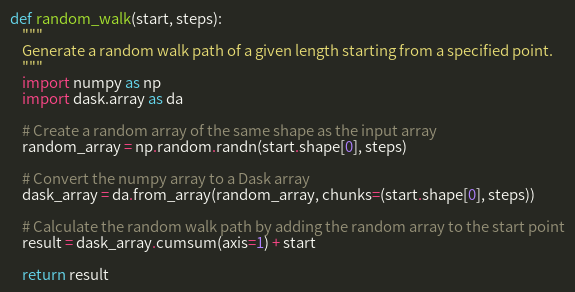 def random_walk(start, steps):
    """
    Generate a random walk path of a given length starting from a specified point.
    """
    import numpy as np
    import dask.array as da

    # Create a random array of the same shape as the input array
    random_array = np.random.randn(start.shape[0], steps)

    # Convert the numpy array to a Dask array
    dask_array = da.from_array(random_array, chunks=(start.shape[0], steps))

    # Calculate the random walk path by adding the random array to the start point
    result = dask_array.cumsum(axis=1) + start

    return result